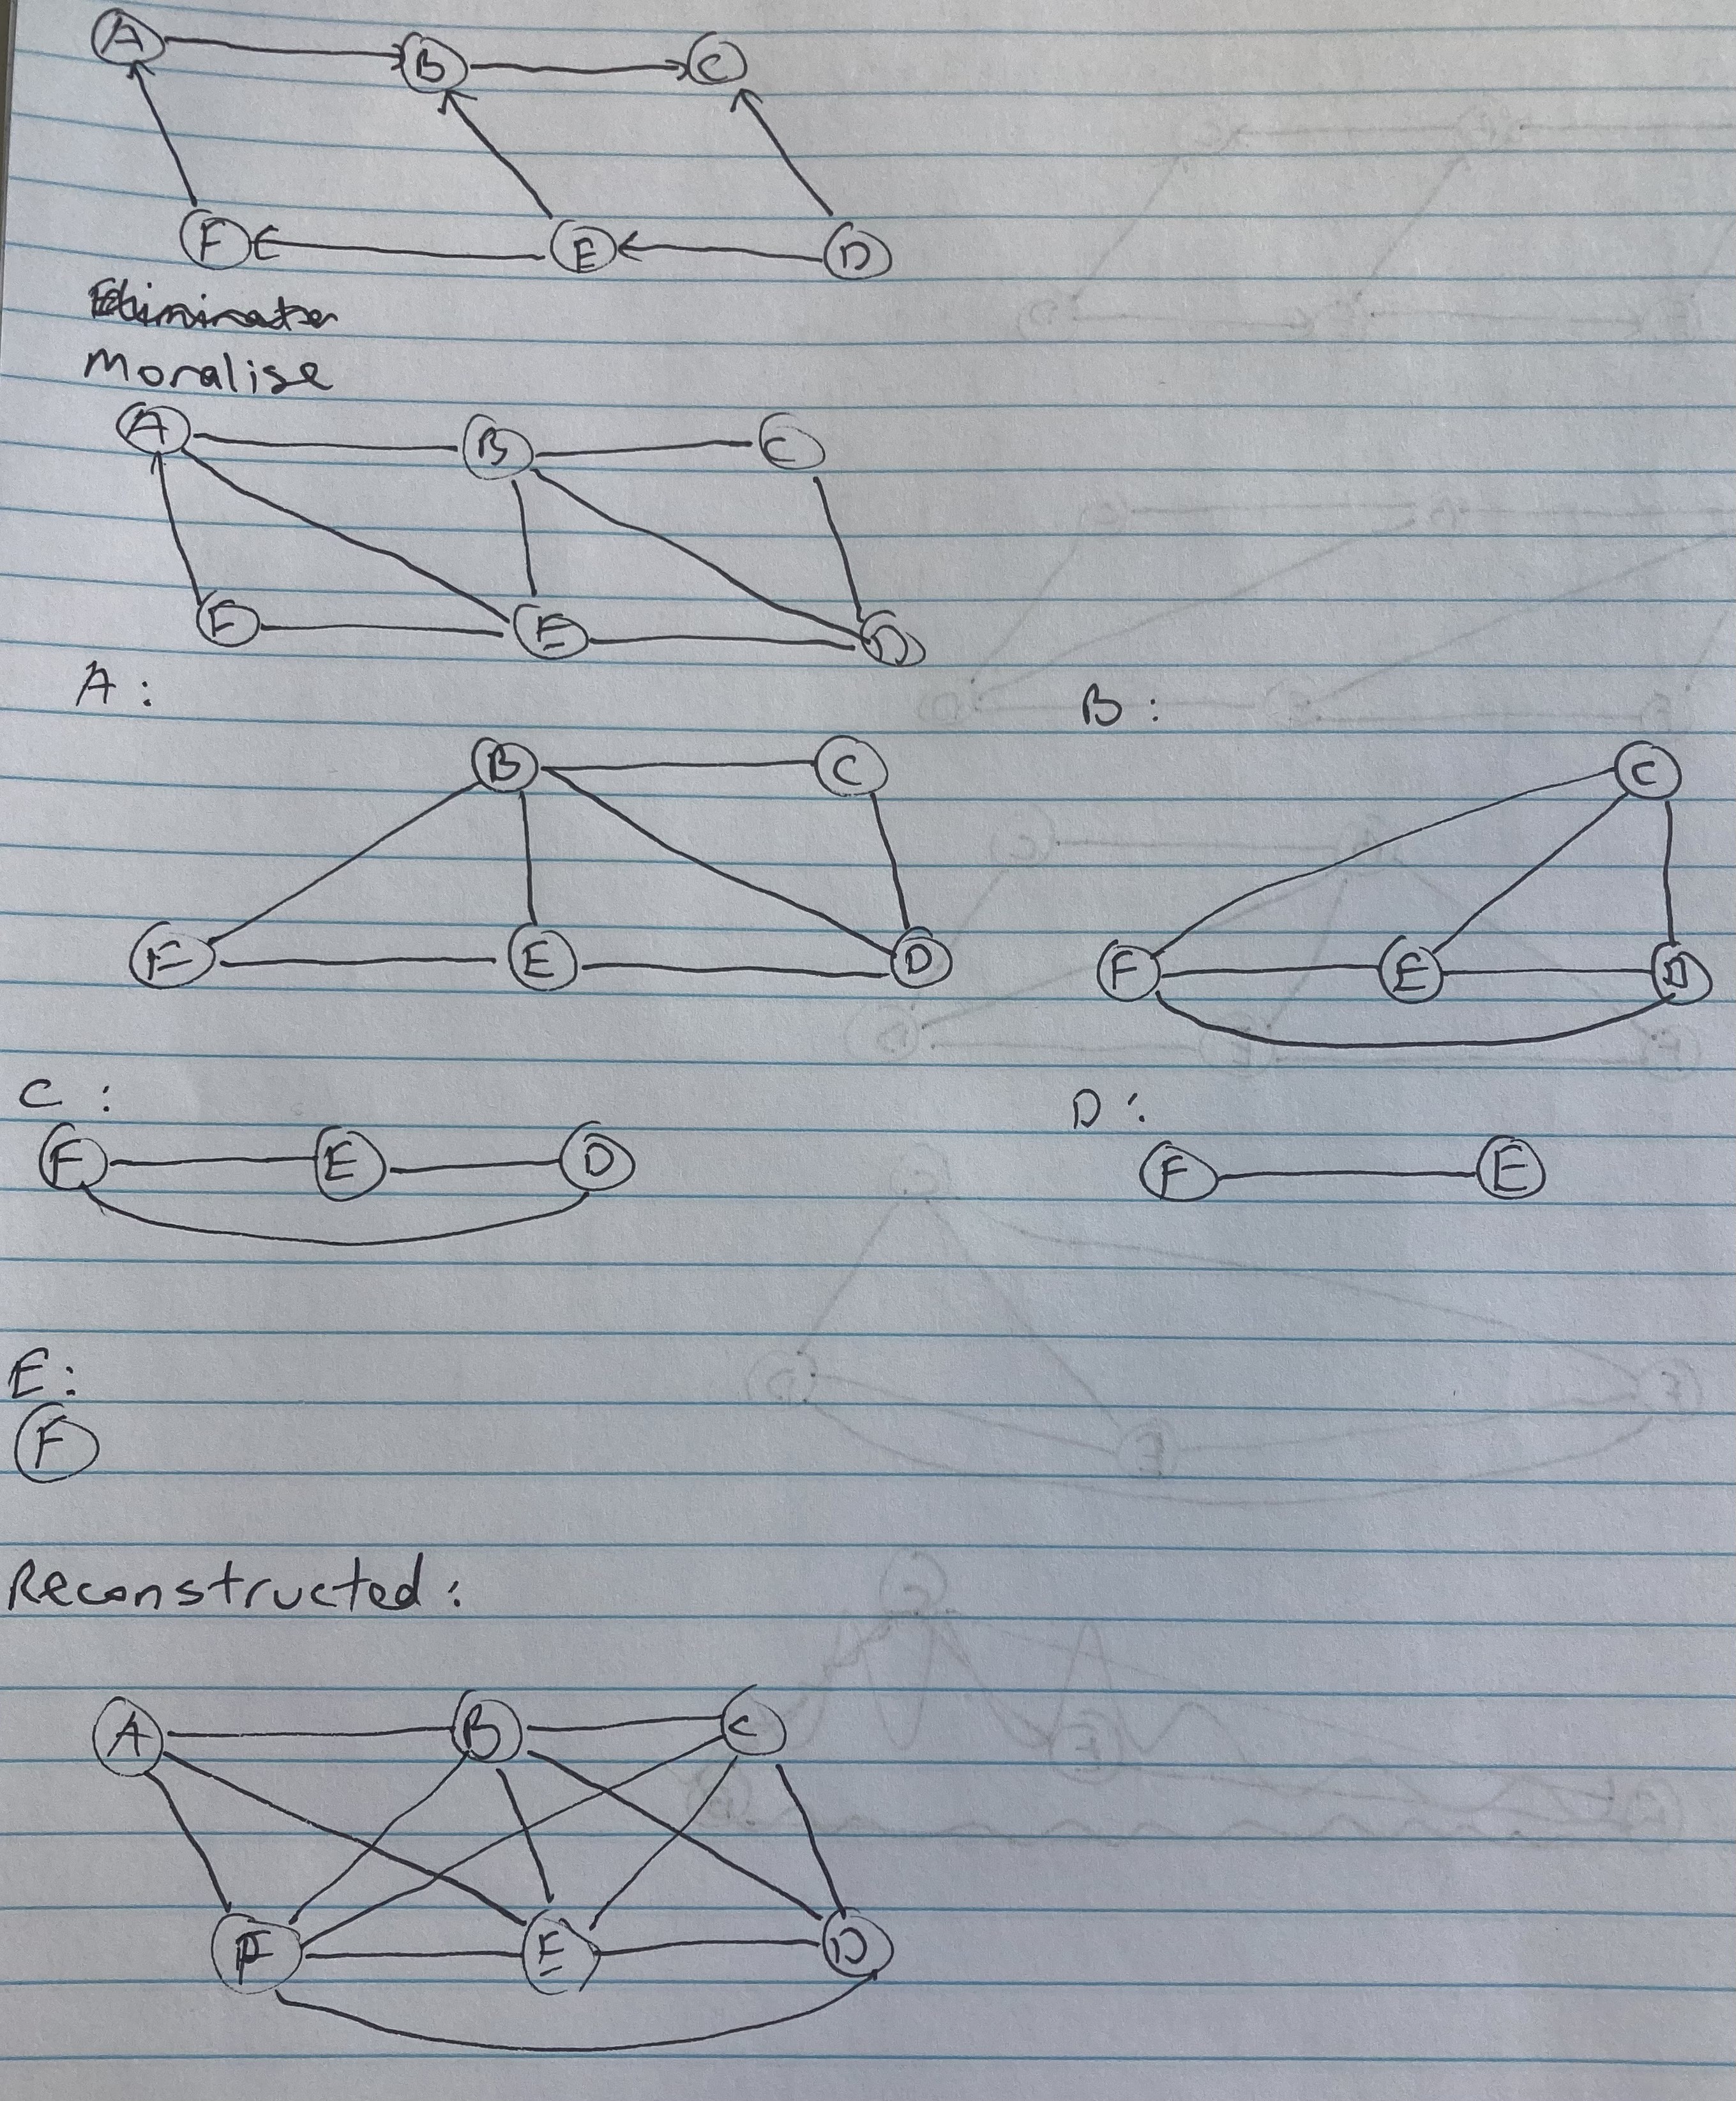 A B C
F E D
Eliminate
Moralise
A B C
F E D
A: B:
B C C
F E D F E D
C: D:
F E D F E
E:
F
Reconstructed:
A B C
F E D